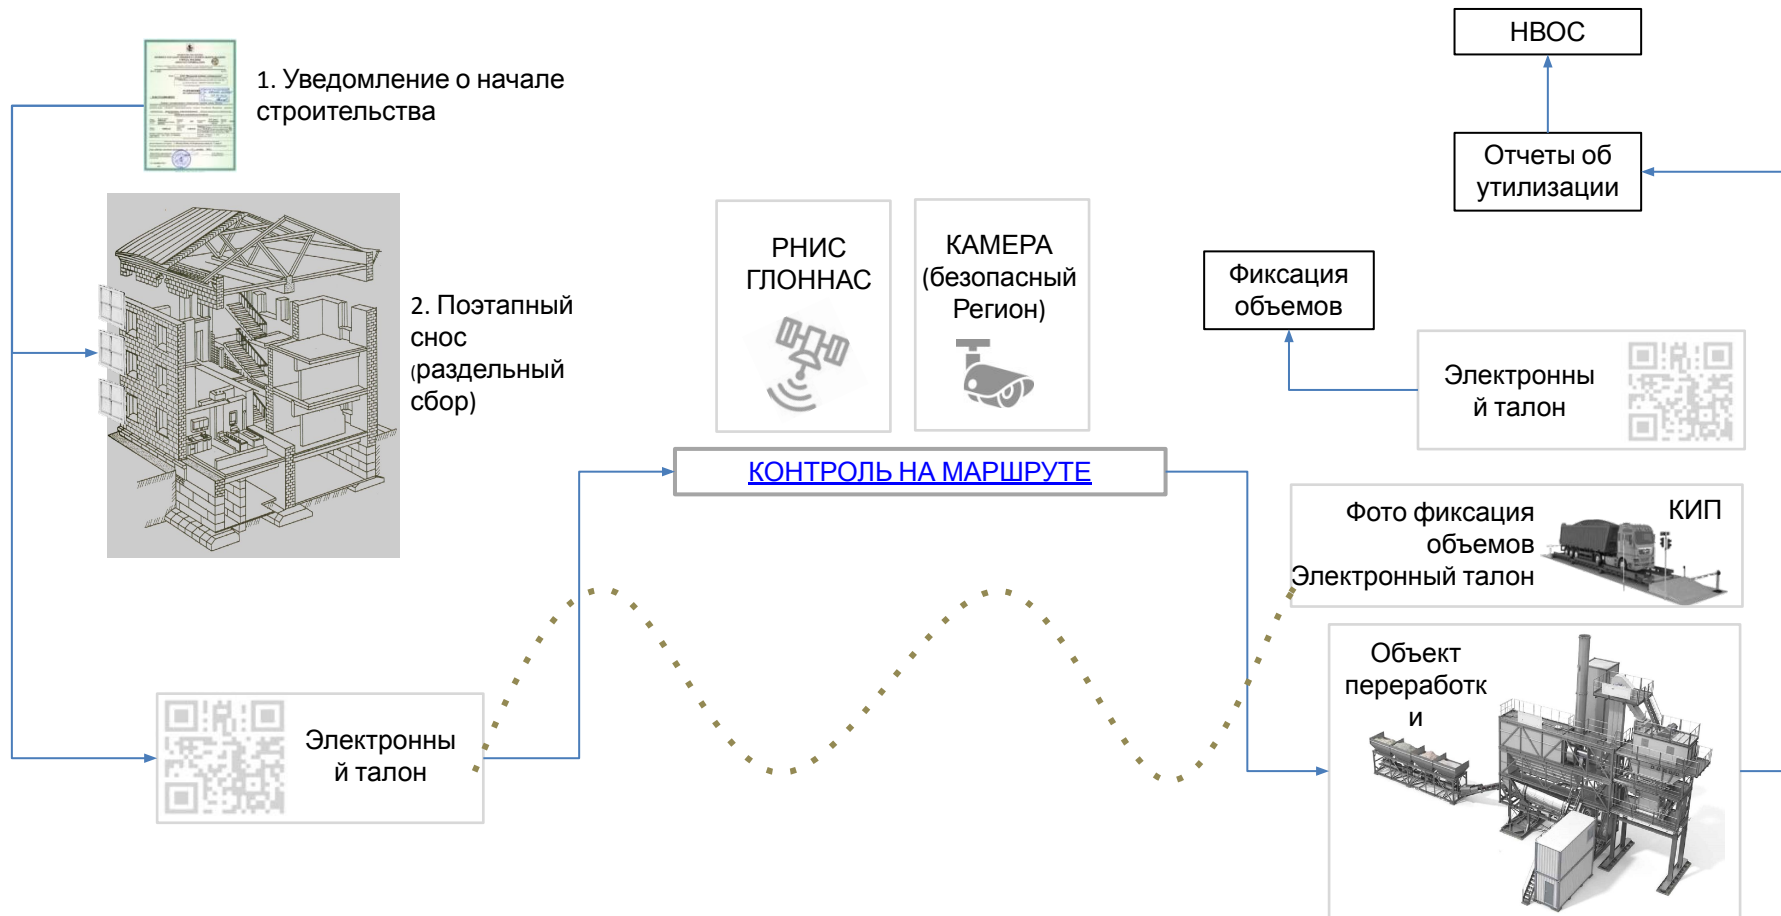 1. Уведомление о начале
строительства
2. Поэтапный
снос
(раздельный
сбор)
Электронны
й талон
РНИС
ГЛОННАС
КАМЕРА
(безопасный
Регион)
КОНТРОЛЬ НА МАРШРУТЕ
НВОС
Отчеты об
утилизации
Фиксация
объемов
Электронны
й талон
Фото фиксация
объемов
Электронный талон
КИП
Объект
переработк
и